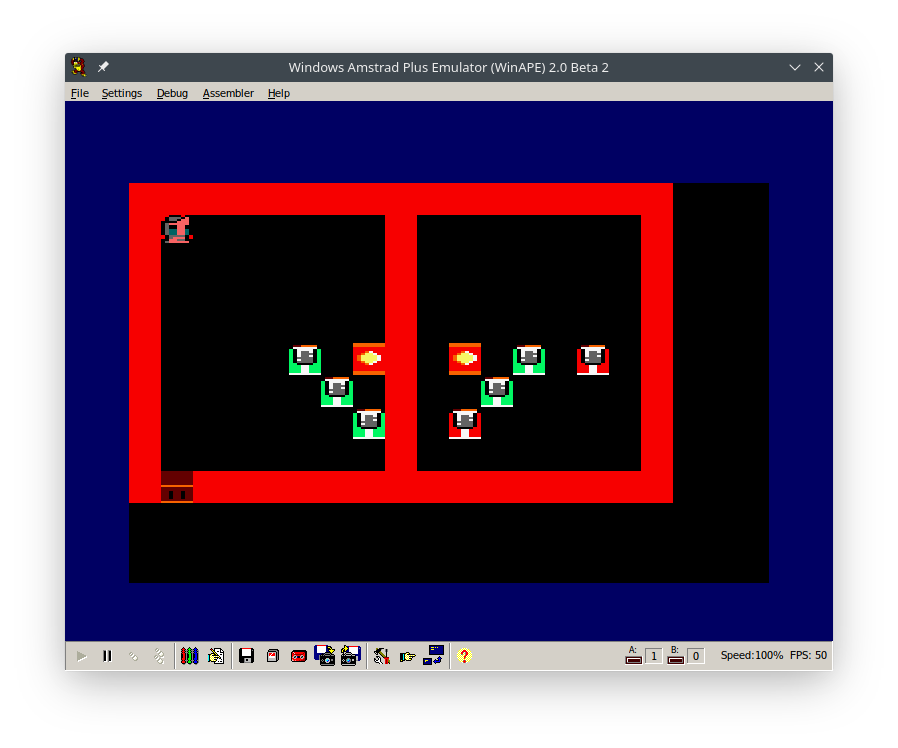 Windows Amstrad Plus Emulator (WinAPE) 2.0 Beta 2
File Settings Debug Assembler Help
A: 1 B: 0 Speed:100% FPS: 50